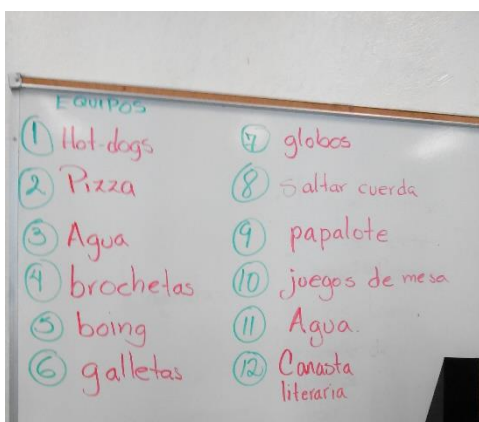 EQUIPOS
1 Hot-dogs
2 Pizza
3 Agua
4 brochetas
5 boing
6 galletas
7 globos
8 Saltar cuerda
9 papalote
10 juegos de mesa
11 Agua.
12 Canasta
literaria